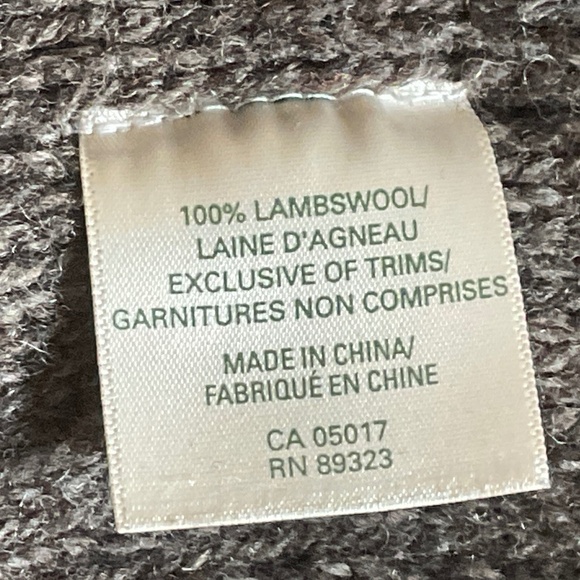 100% LAMBSWOOL/
LAINE D'AGNEAU
EXCLUSIVE OF TRIMS/
GARNITURES NON COMPRISES
MADE IN CHINA/
FABRIQUÉ EN CHINE
CA 05017
RN 89323